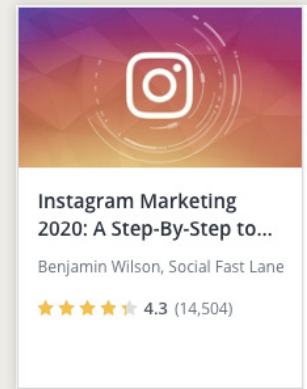 Instagram Marketing
2020: A Step-By-Step to...
Benjamin Wilson, Social Fast Lane
4.3 (14,504)